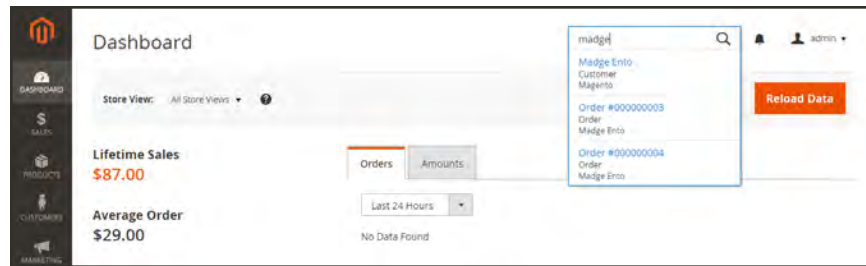 Dashboard
madge
admin
DASHBOARD
Store View: All Store Views
Madge Ento
Customer
Magento
Reload Data
Order #000000003
Order
Madge Ento
Order #000000004
Order
Madge Ento
SALES
Lifetime Sales
$87.00
Orders
Amounts
PRODUCTS
Last 24 Hours
Average Order
$29.00
No Data Found
CUSTOMERS
MARKETING